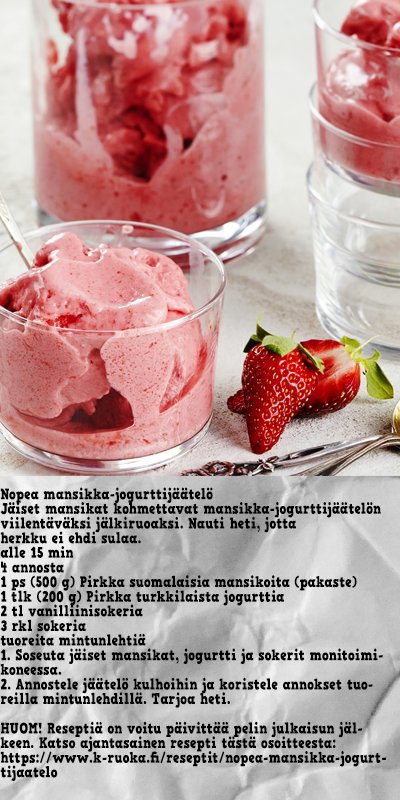 Nopea mansikka-jogurttijäätelö
Jäiset mansikat kohmettavat mansikka-jogurttijäätelön
viilentäväksi jälkiruoaksi. Nauti heti, jotta
herkku ei ehdi sulaa.
alle 15 min
4 annosta
1 ps (500 g) Pirkka suomalaisia mansikoita (pakaste)
1 tlk (200 g) Pirkka turkkilaista jogurttia
2 tl vanilliinisokeria
3 rkl sokeria
tuoreita mintunlehtiä
1. Soseuta jäiset mansikat, jogurtti ja sokerit monitoimi-
koneessa.
2. Annostele jäätelö kulhoihin ja koristele annokset tuo-
reilla mintunlehdillä. Tarjoa heti.
HUOM! Reseptiä on voitu päivittää pelin julkaisun jäl-
keen. Katso ajantasainen resepti tästä osoitteesta:
https://www.k-ruoka.fi/reseptit/nopea-mansikka-jogurt-
tijaatelo